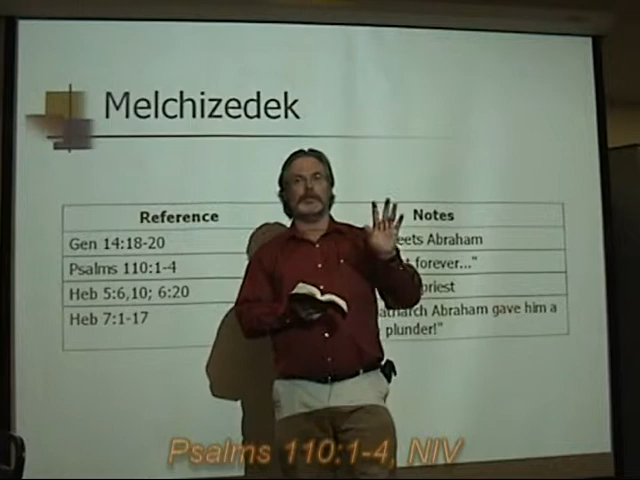 Melchizedek
Reference Notes
Gen 14:18-20 eets Abraham
Psalms 110:1-4 forever..."
Heb 5:6,10; 6:20 priest
Heb 7:1-17 atriarch Abraham gave him a
plunder!"
Psalms 110:1-4, NIV